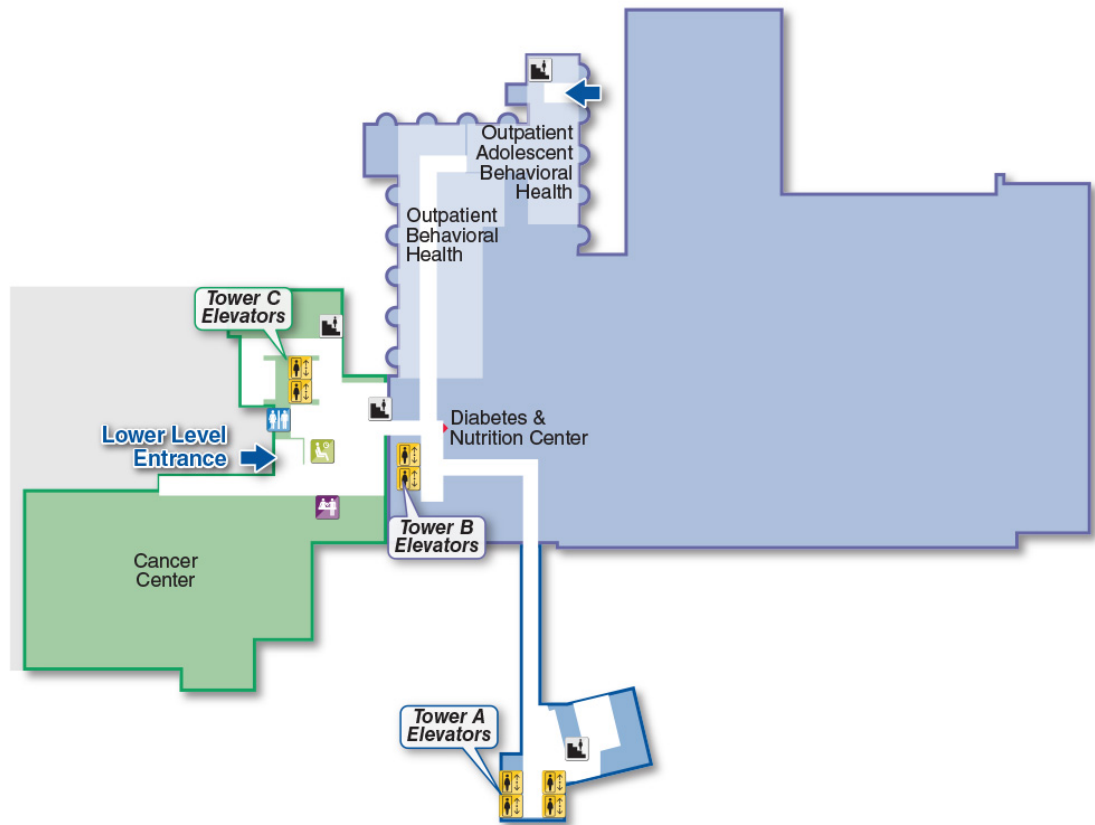 Outpatient
Adolescent
Behavioral
Health
Outpatient
Behavioral
Health
Tower C
Elevators
Diabetes &
Nutrition Center
Lower Level
Entrance
Tower B
Elevators
Cancer
Center
Tower A
Elevators